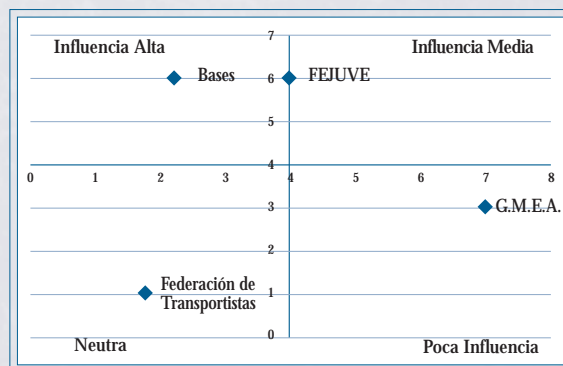 7
Influencia Alta
Influencia Media
6
Bases
FEJUVE
5
4
0 1 2 3 4 5 6 7 8
3
G.M.E.A.
2
Federación de
Transportistas
1
0
Neutra
Poca Influencia